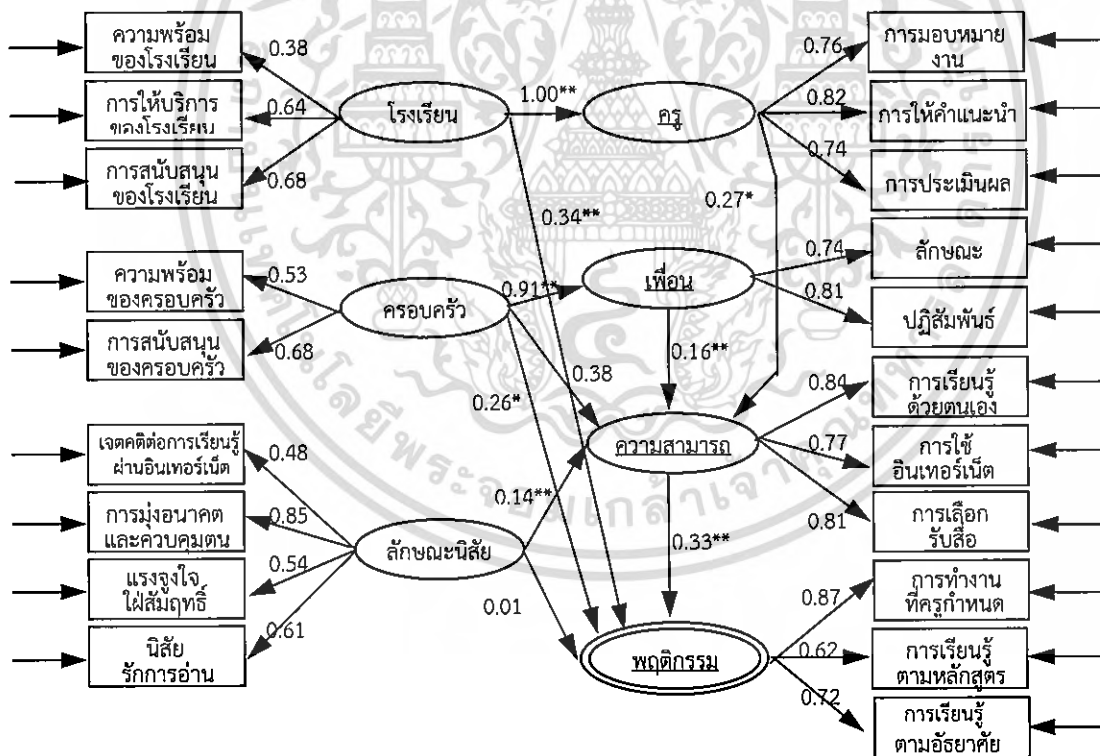 ความพร้อม
ของโรงเรียน
0.38
การให้บริการ
ของโรงเรียน
0.64
การสนับสนุน
ของโรงเรียน
0.68
โรงเรียน
1.00**
ครู
0.76
การมอบหมาย
งาน
0.82
การให้คำแนะนำ
0.74
การประเมินผล
0.34**
0.27*
ความพร้อม
ของครอบครัว
0.53
การสนับสนุน
ของครอบครัว
0.68
ครอบครัว
0.91**
เพื่อน
0.74
ลักษณะ
0.81
ปฏิสัมพันธ์
0.26*
0.38
0.16**
ความสามารถ
0.84
การเรียนรู้
ด้วยตนเอง
0.77
การใช้
อินเทอร์เน็ต
0.81
การเลือก
รับสื่อ
เจตคติต่อการเรียนรู้
ผ่านอินเทอร์เน็ต
0.48
การมุ่งอนาคต
และควบคุมตน
0.85
แรงจูงใจ
ใฝ่สัมฤทธิ์
0.54
นิสัย
รักการอ่าน
0.61
ลักษณะนิสัย
0.14**
0.01
0.33**
พฤติกรรม
0.87
การทำงาน
ที่ครูกำหนด
0.62
การเรียนรู้
ตามหลักสูตร
0.72
การเรียนรู้
ตามอัธยาศัย